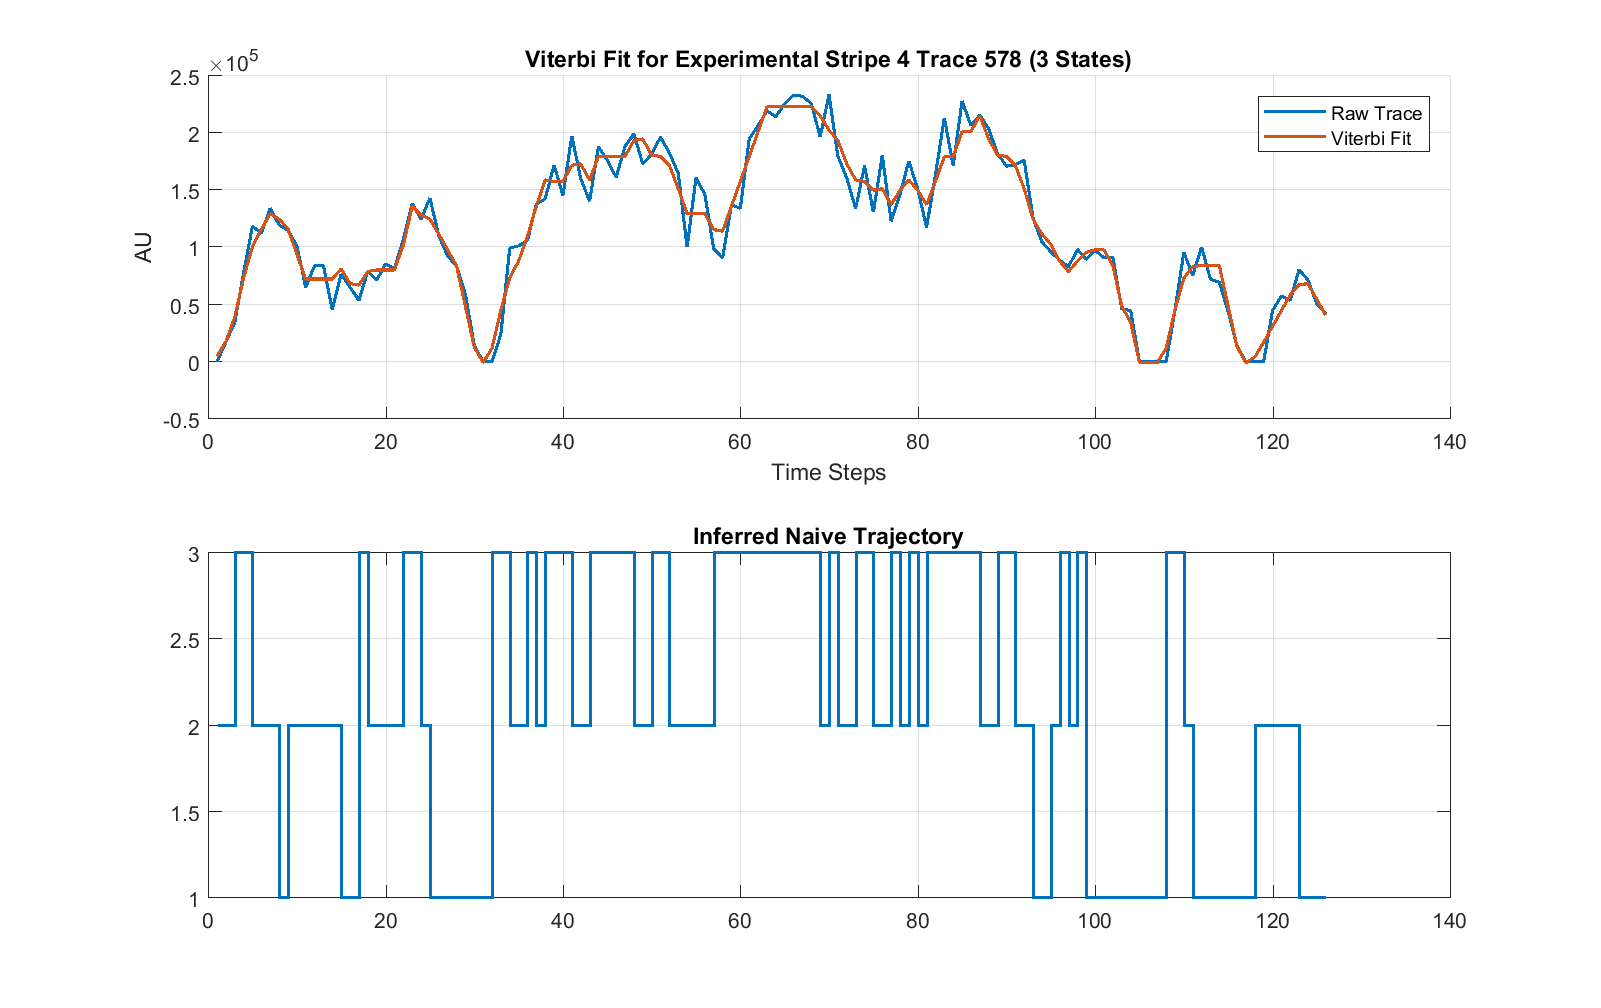 Viterbi Fit for Experimental Stripe 4 Trace 578 (3 States)
×10^5
2.5
2
1.5
1
0.5
0
-0.5
AU
Raw Trace
Viterbi Fit
0 20 40 60 80 100 120 140
Time Steps
Inferred Naive Trajectory
3
2.5
2
1.5
1
0 20 40 60 80 100 120 140